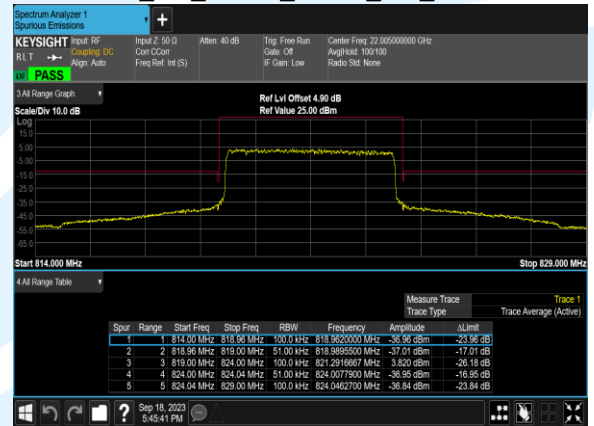 Spectrum Analyzer 1
Spurious Emissions
KEYSIGHT Input: RF Input Z: 50 Ω Atten: 40 dB Trig: Free Run Center Freq: 22.005000000 GHz
RLT Coupling: DC Corr CCorr Gate: Off Avg|Hold: 100/100
Align: Auto Freq Ref: Int (S) IF Gain: Low Radio Std: None
PASS
3 All Range Graph
Ref Lvl Offset 4.90 dB
Scale/Div 10.0 dB Ref Value 25.00 dBm
Log
15.0
5.00
-5.00
-15.0
-25.0
-35.0
-45.0
-55.0
-65.0
Start 814.000 MHz Stop 829.000 MHz
4 All Range Table
Measure Trace Trace 1
Trace Type Trace Average (Active)
Spur Range Start Freq Stop Freq RBW Frequency Amplitude ΔLimit
1 1 814.00 MHz 818.96 MHz 100.0 kHz 818.9620000 MHz -36.96 dBm -23.96 dB
2 2 818.96 MHz 819.00 MHz 51.00 kHz 818.9895500 MHz -37.01 dBm -17.01 dB
3 3 819.00 MHz 824.00 MHz 100.0 kHz 821.2916667 MHz 3.820 dBm -26.18 dB
4 4 824.00 MHz 824.04 MHz 51.00 kHz 824.0077900 MHz -36.95 dBm -16.95 dB
5 5 824.04 MHz 829.00 MHz 100.0 kHz 824.0462700 MHz -36.84 dBm -23.84 dB
? Sep 18, 2023
5:45:41 PM